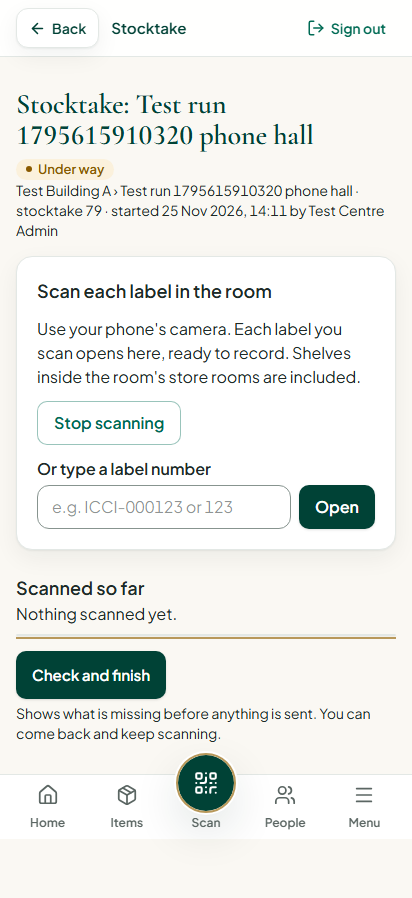 Back
Stocktake
Sign out
Stocktake: Test run
1795615910320 phone hall
Under way
Test Building A › Test run 1795615910320 phone hall ·
stocktake 79 · started 25 Nov 2026, 14:11 by Test Centre
Admin
Scan each label in the room
Use your phone's camera. Each label you
scan opens here, ready to record. Shelves
inside the room's store rooms are included.
Stop scanning
Or type a label number
e.g. ICCI-000123 or 123
Open
Scanned so far
Nothing scanned yet.
Check and finish
Shows what is missing before anything is sent. You can
come back and keep scanning.
Home
Items
Scan
People
Menu